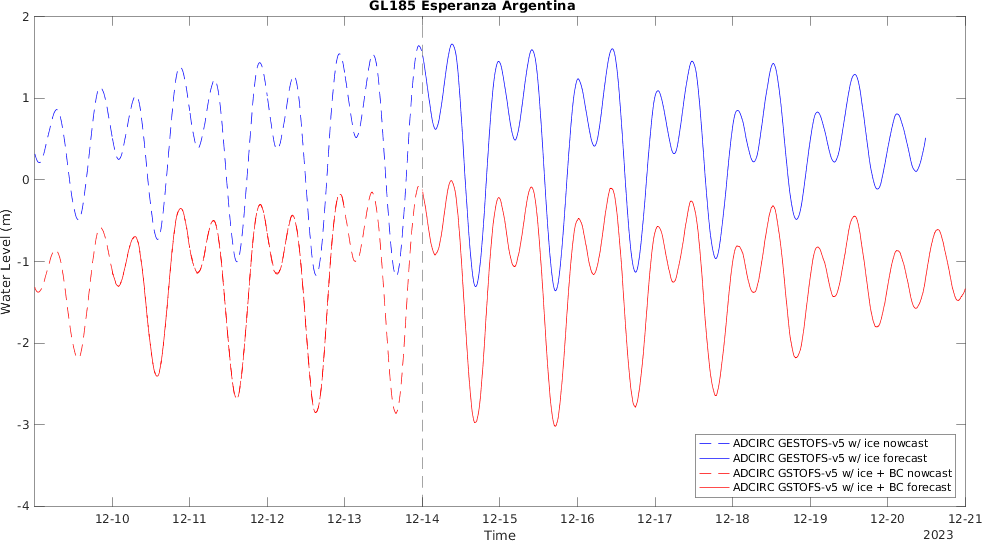 GL185 Esperanza Argentina
2
1
0
-1
-2
-3
-4
Water Level (m)
12-10
12-11
12-12
12-13
12-14
12-15
12-16
12-17
12-18
12-19
12-20
12-21
Time
2023
ADCIRC GESTOFS-v5 w/ ice nowcast
ADCIRC GESTOFS-v5 w/ ice forecast
ADCIRC GSTOFS-v5 w/ ice + BC nowcast
ADCIRC GSTOFS-v5 w/ ice + BC forecast